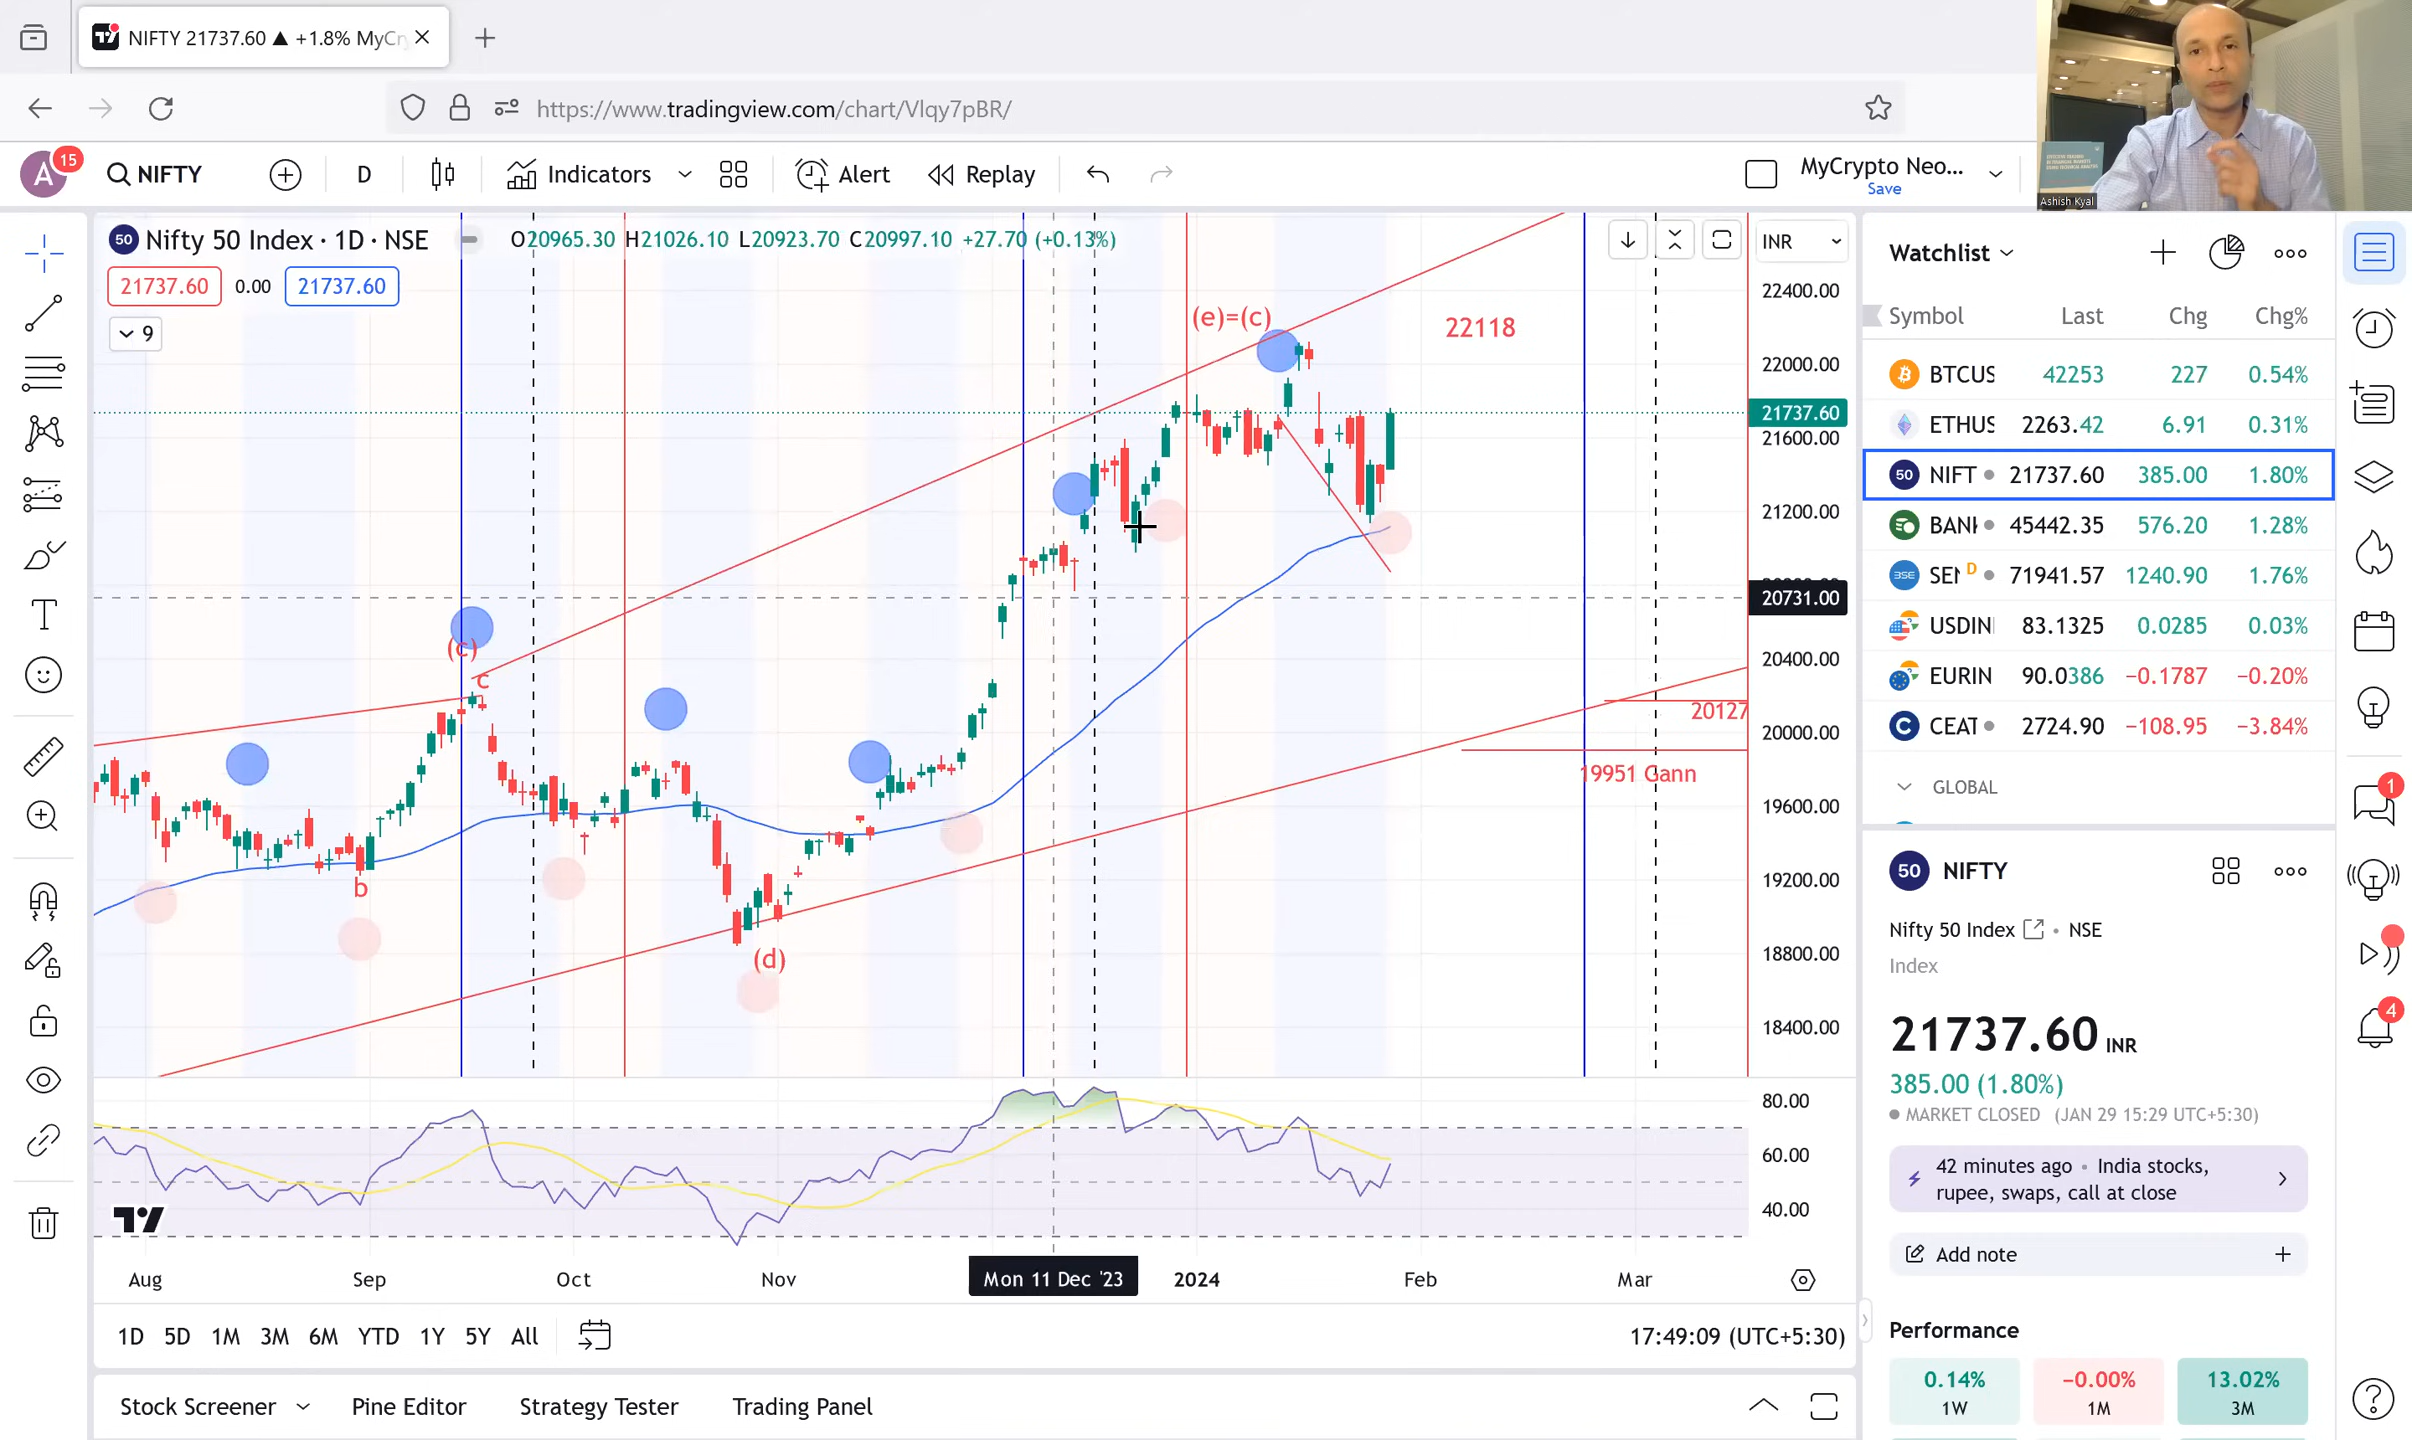 NIFTY 21737.60 ▲ +1.8% MyCr
https://www.tradingview.com/chart/Vlqy7pBR/
Ashish Kyal
A 15
NIFTY
D
Indicators
Alert
Replay
MyCrypto Neo...
Save
50 Nifty 50 Index · 1D · NSE
O20965.30 H21026.10 L20923.70 C20997.10 +27.70 (+0.13%)
INR
21737.60 0.00 21737.60
9
(e)=(c)
22118
(c)
c
b
(d)
20127
19951 Gann
22400.00
22000.00
21737.60
21600.00
21200.00
20731.00
20400.00
20000.00
19600.00
19200.00
18800.00
18400.00
80.00
60.00
40.00
Aug Sep Oct Nov Mon 11 Dec '23 2024 Feb Mar
1D 5D 1M 3M 6M YTD 1Y 5Y All
17:49:09 (UTC+5:30)
Stock Screener Pine Editor Strategy Tester Trading Panel
Watchlist
Symbol Last Chg Chg%
BTCUS 42253 227 0.54%
ETHUS 2263.42 6.91 0.31%
50 NIFT 21737.60 385.00 1.80%
BANK 45442.35 576.20 1.28%
BSE SEN D 71941.57 1240.90 1.76%
USDIN 83.1325 0.0285 0.03%
EURIN 90.0386 −0.1787 −0.20%
C CEAT 2724.90 −108.95 −3.84%
GLOBAL
50 NIFTY
Nifty 50 Index • NSE
Index
21737.60 INR
385.00 (1.80%)
MARKET CLOSED (JAN 29 15:29 UTC+5:30)
42 minutes ago • India stocks,
rupee, swaps, call at close
Add note
Performance
0.14% −0.00% 13.02%
1W 1M 3M
1
4